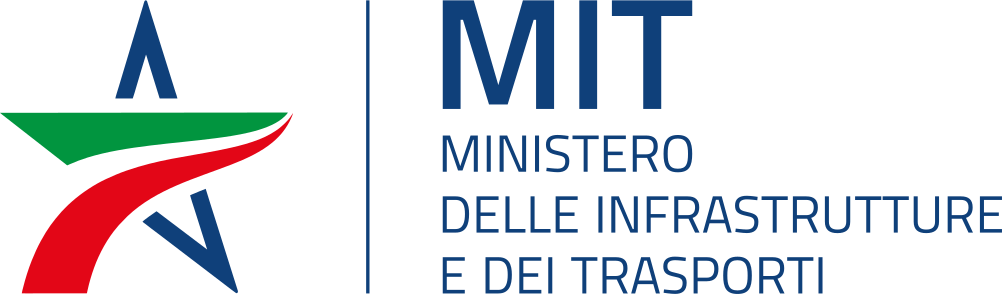 MIT
MINISTERO
DELLE INFRASTRUTTURE
E DEI TRASPORTI